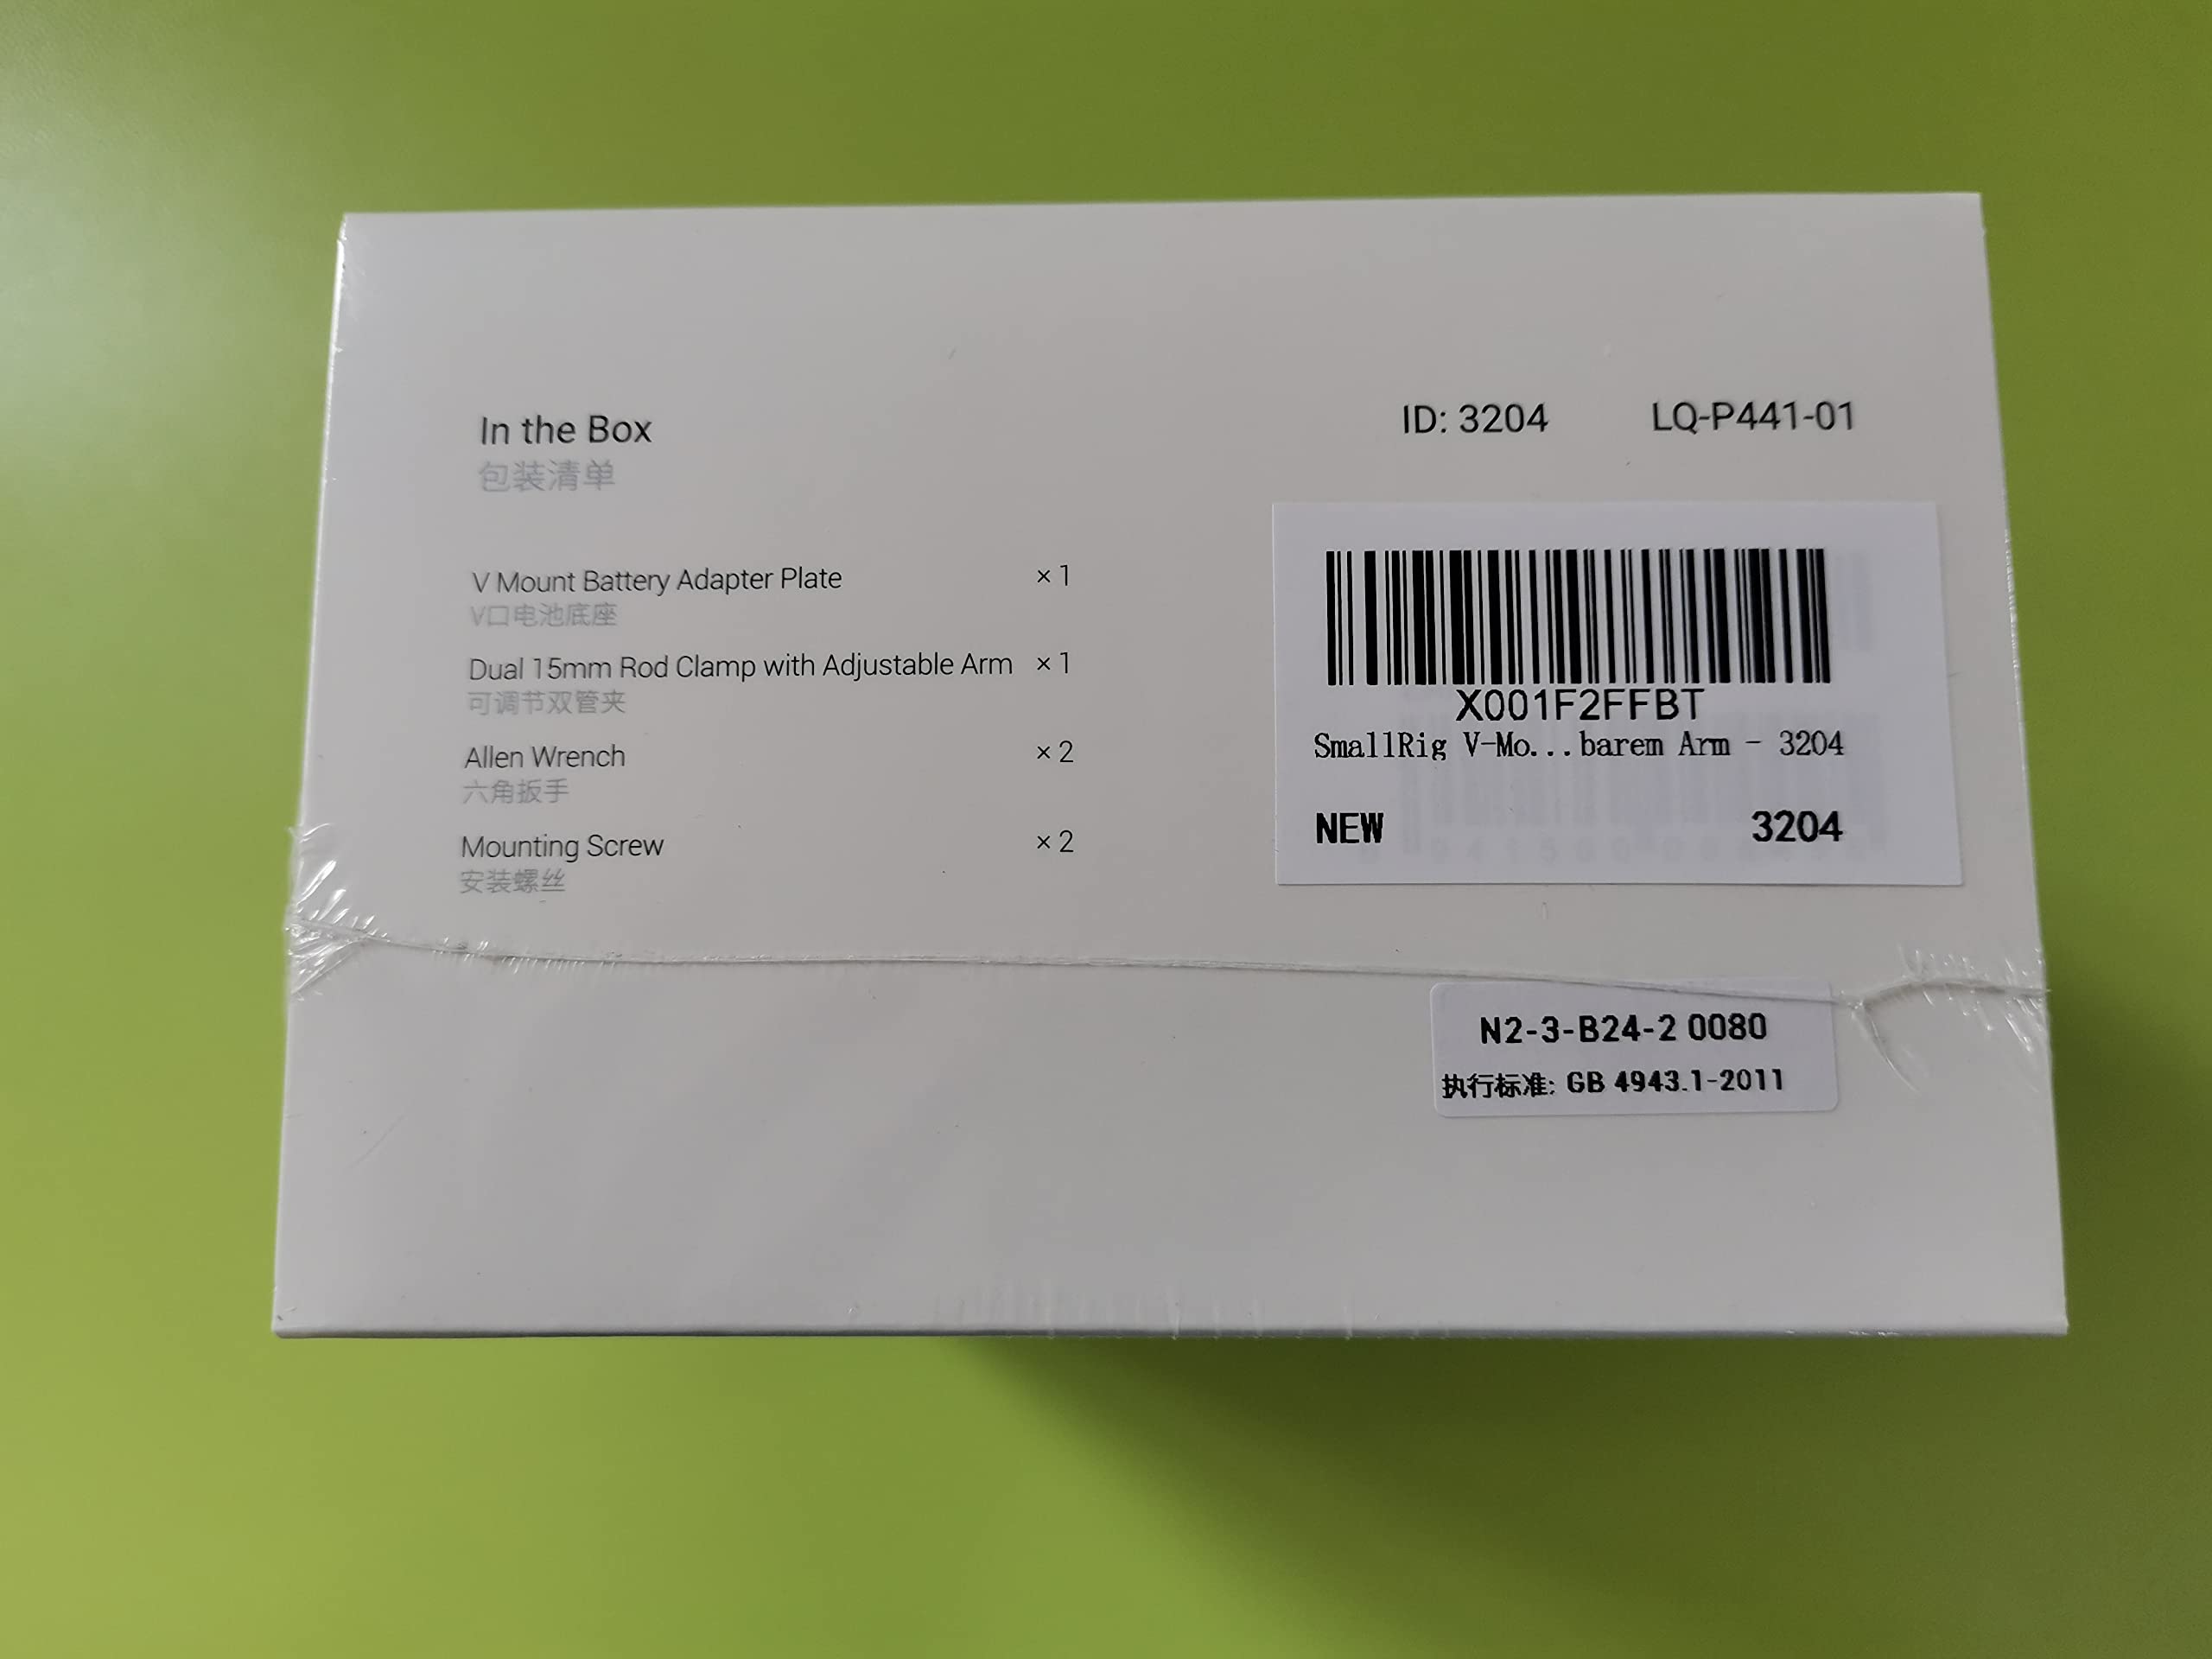 In the Box
包装清单
V Mount Battery Adapter Plate × 1
V口电池底座
Dual 15mm Rod Clamp with Adjustable Arm × 1
可调节双管夹
Allen Wrench × 2
六角扳手
Mounting Screw × 2
安装螺丝
ID: 3204 LQ-P441-01
X001F2FFBT
SmallRig V-Mo...barem Arm - 3204
NEW 3204
N2-3-B24-2 0080
执行标准: GB 4943.1-2011